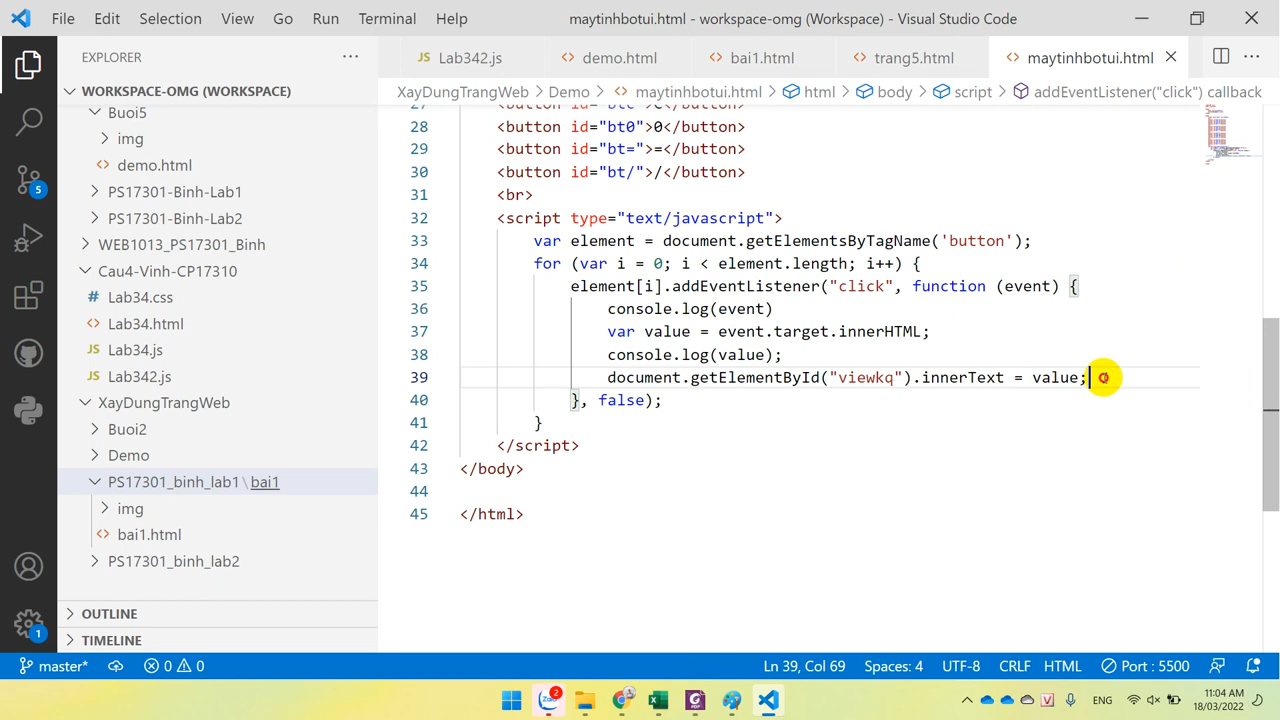 File Edit Selection View Go Run Terminal Help maytinhbotui.html - workspace-omg (Workspace) - Visual Studio Code
EXPLORER
Lab342.js demo.html bai1.html trang5.html maytinhbotui.html
WORKSPACE-OMG (WORKSPACE)
XayDungTrangWeb > Demo > maytinhbotui.html > html > body > script > addEventListener("click") callback
Buoi5
img
demo.html
PS17301-Binh-Lab1
PS17301-Binh-Lab2
WEB1013_PS17301_Binh
Cau4-Vinh-CP17310
Lab34.css
Lab34.html
Lab34.js
Lab342.js
XayDungTrangWeb
Buoi2
Demo
PS17301_binh_lab1\bai1
img
bai1.html
PS17301_binh_lab2
OUTLINE
TIMELINE
28 <button id="bt0">0</button>
29 <button id="bt=">=</button>
30 <button id="bt/">/</button>
31 <br>
32 <script type="text/javascript">
33 var element = document.getElementsByTagName('button');
34 for (var i = 0; i < element.length; i++) {
35 element[i].addEventListener("click", function (event) {
36 console.log(event)
37 var value = event.target.innerHTML;
38 console.log(value);
39 document.getElementById("viewkq").innerText = value;
40 }, false);
41 }
42 </script>
43 </body>
44
45 </html>
5
1
master* 0 0 Ln 39, Col 69 Spaces: 4 UTF-8 CRLF HTML Port : 5500
2
ENG
11:04 AM
18/03/2022